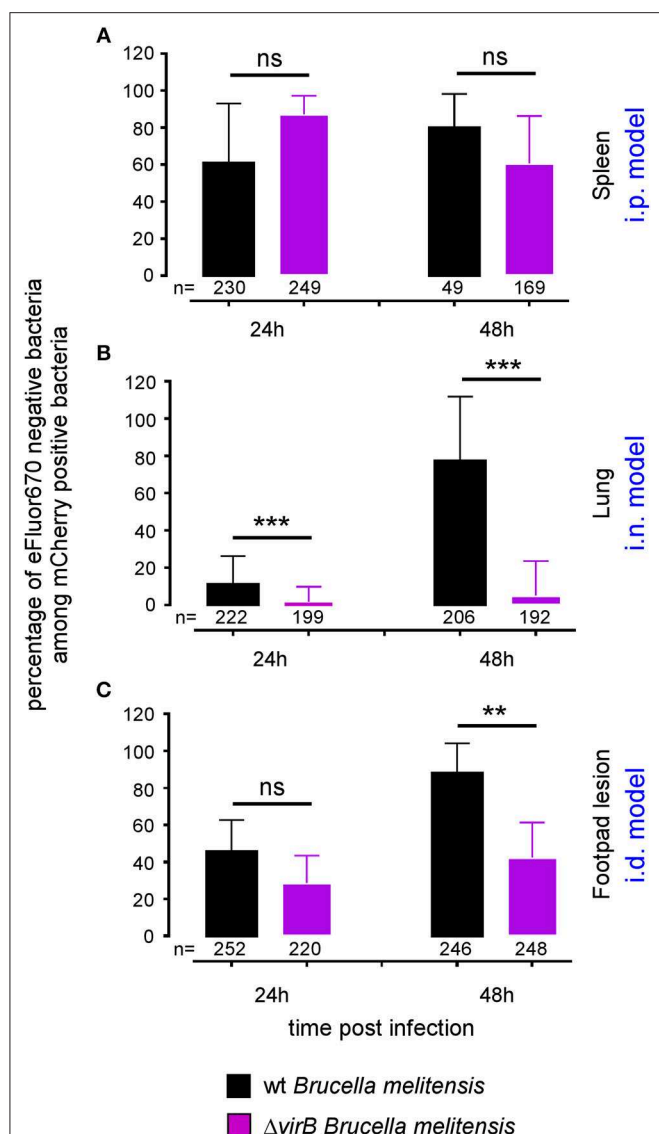 A
120
100
80
60
40
20
0
ns
ns
n= 230 249 49 169
24h 48h
Spleen
i.p. model
B
120
100
80
60
40
20
0
***
***
n= 222 199 206 192
24h 48h
Lung
i.n. model
C
120
100
80
60
40
20
0
ns
**
n= 252 220 246 248
24h 48h
Footpad lesion
i.d. model
percentage of eFluor670 negative bacteria
among mCherry positive bacteria
time post infection
wt Brucella melitensis
ΔvirB Brucella melitensis